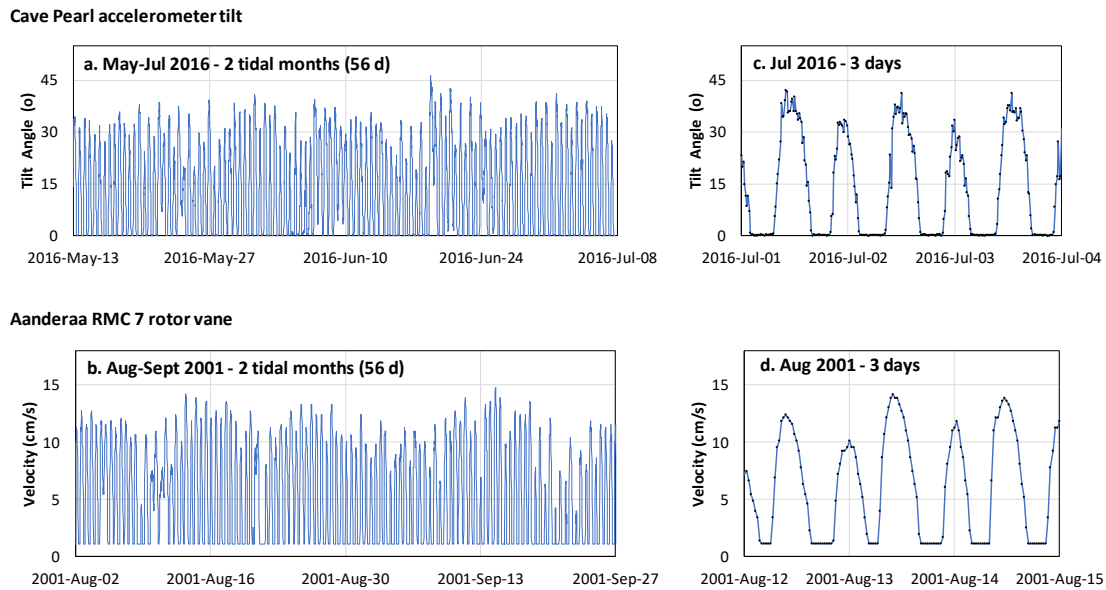 Cave Pearl accelerometer tilt
a. May-Jul 2016 - 2 tidal months (56 d)
45
30
15
0
Tilt Angle (o)
2016-May-13
2016-May-27
2016-Jun-10
2016-Jun-24
2016-Jul-08
c. Jul 2016 - 3 days
45
30
15
0
Tilt Angle (o)
2016-Jul-01
2016-Jul-02
2016-Jul-03
2016-Jul-04
Aanderaa RMC 7 rotor vane
b. Aug-Sept 2001 - 2 tidal months (56 d)
15
10
5
0
Velocity (cm/s)
2001-Aug-02
2001-Aug-16
2001-Aug-30
2001-Sep-13
2001-Sep-27
d. Aug 2001 - 3 days
15
10
5
0
Velocity (cm/s)
2001-Aug-12
2001-Aug-13
2001-Aug-14
2001-Aug-15